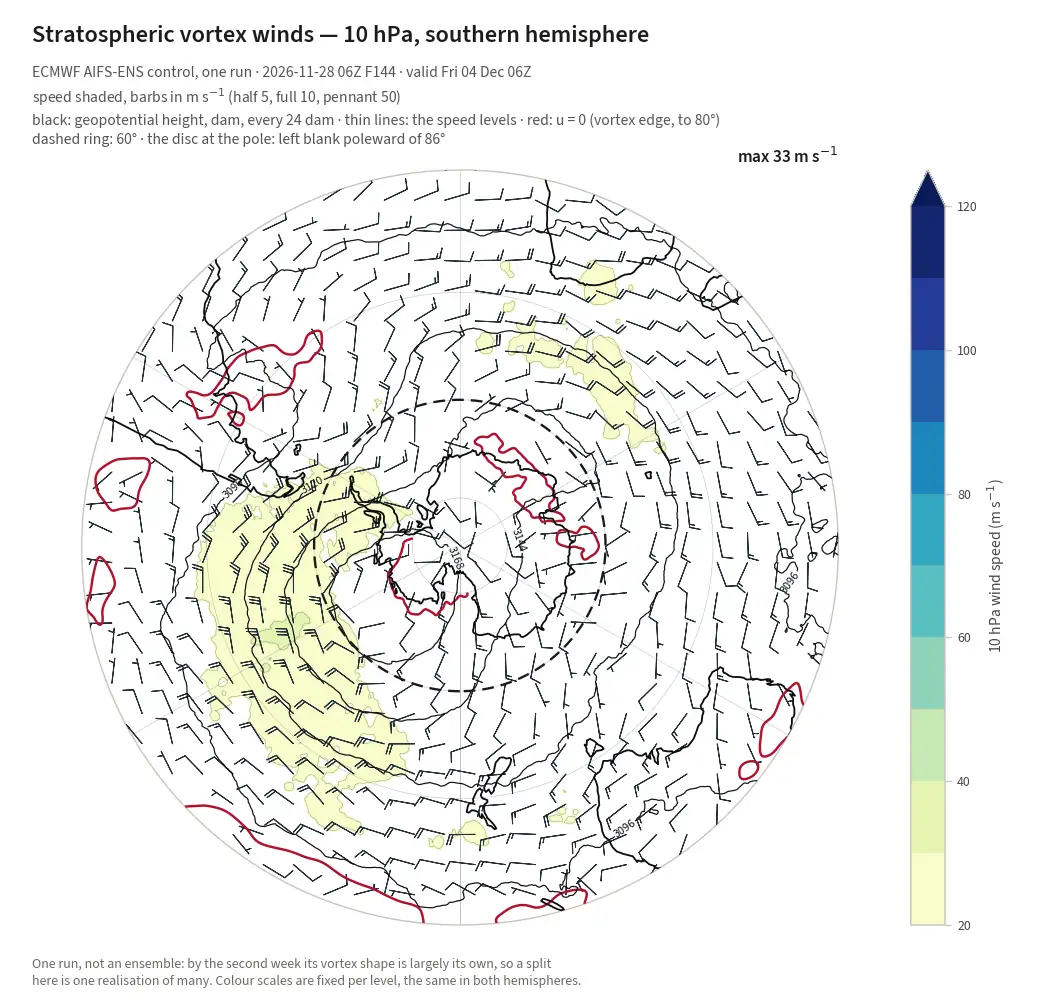 Stratospheric vortex winds — 10 hPa, southern hemisphere
ECMWF AIFS-ENS control, one run · 2026-11-28 06Z F144 · valid Fri 04 Dec 06Z
speed shaded, barbs in m s⁻¹ (half 5, full 10, pennant 50)
black: geopotential height, dam, every 24 dam · thin lines: the speed levels · red: u = 0 (vortex edge, to 80°)
dashed ring: 60° · the disc at the pole: left blank poleward of 86°
max 33 m s⁻¹
120
100
80
60
40
20
10 hPa wind speed (m s⁻¹)
3144
3168
3096
3096
One run, not an ensemble: by the second week its vortex shape is largely its own, so a split
here is one realisation of many. Colour scales are fixed per level, the same in both hemispheres.